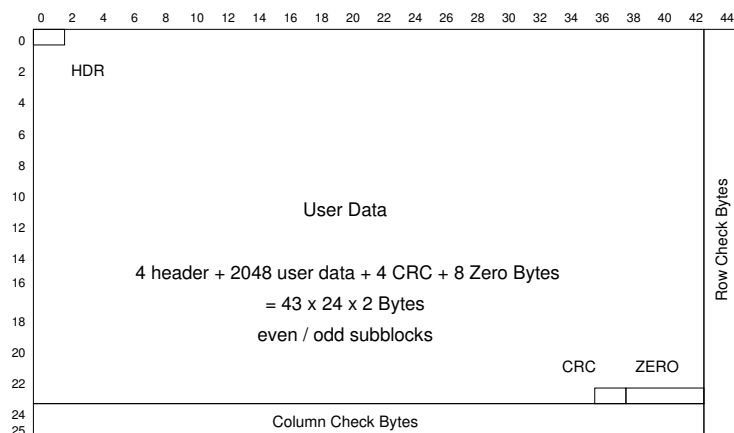 0 2 4 6 8 10 12 14 16 18 20 22 24 26 28 30 32 34 36 38 40 42 44
0
2
HDR
4
6
8
10
User Data
12
14
4 header + 2048 user data + 4 CRC + 8 Zero Bytes
16
= 43 x 24 x 2 Bytes
18
even / odd subblocks
20
CRC ZERO
22
24
Column Check Bytes
25
Row Check Bytes